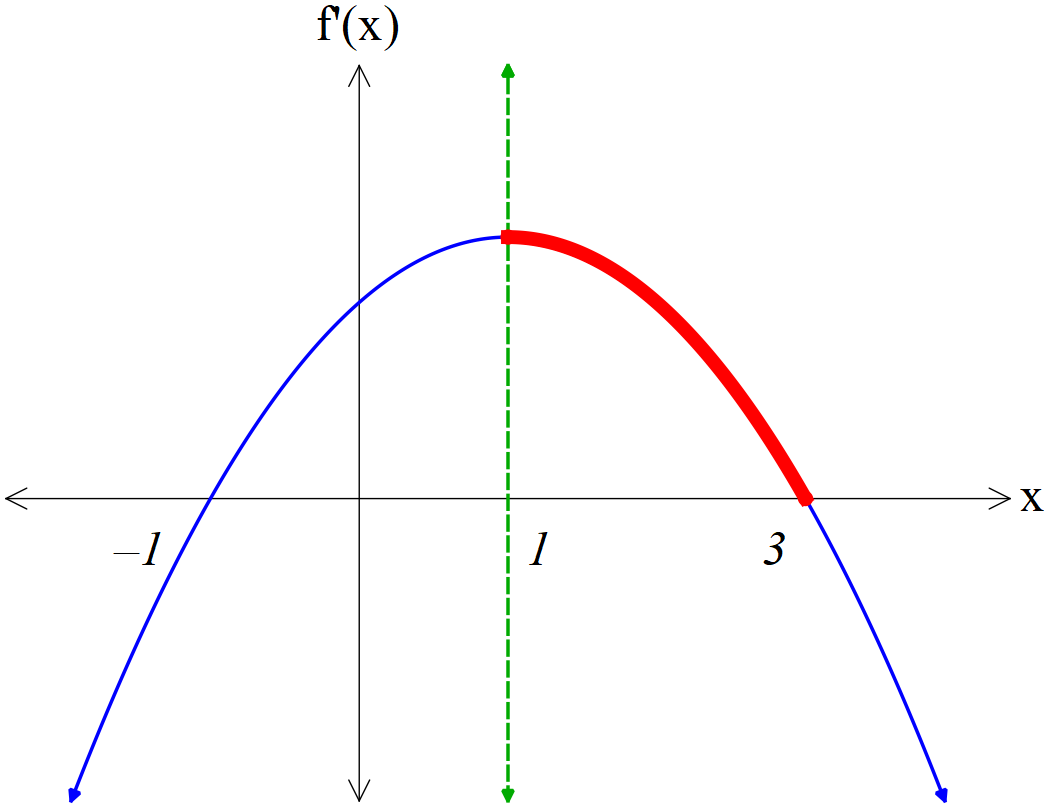 f'(x)
x
–1 1 3